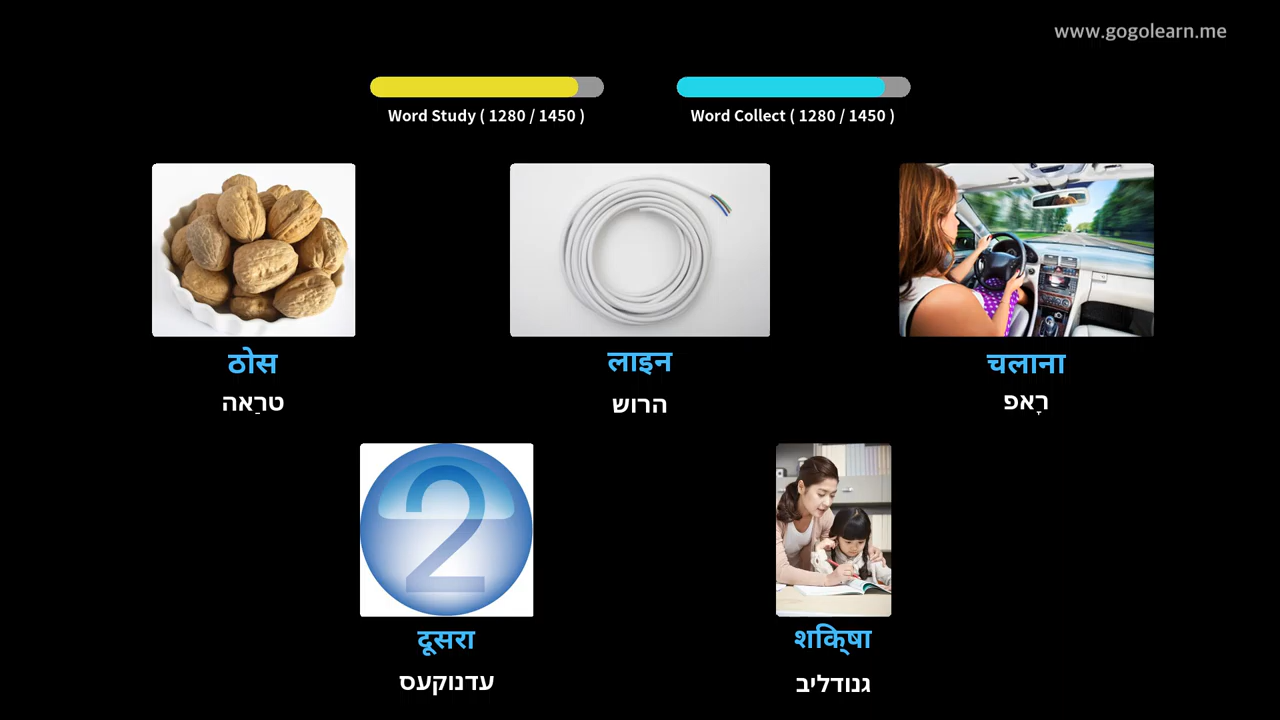 www.gogolearn.me
Word Study ( 1280 / 1450 )
Word Collect ( 1280 / 1450 )
ठोस
טרַאה
लाइन
הרוש
चलाना
רָאפ
दूसरा
עדנוקעס
शकि्षा
גנודליב